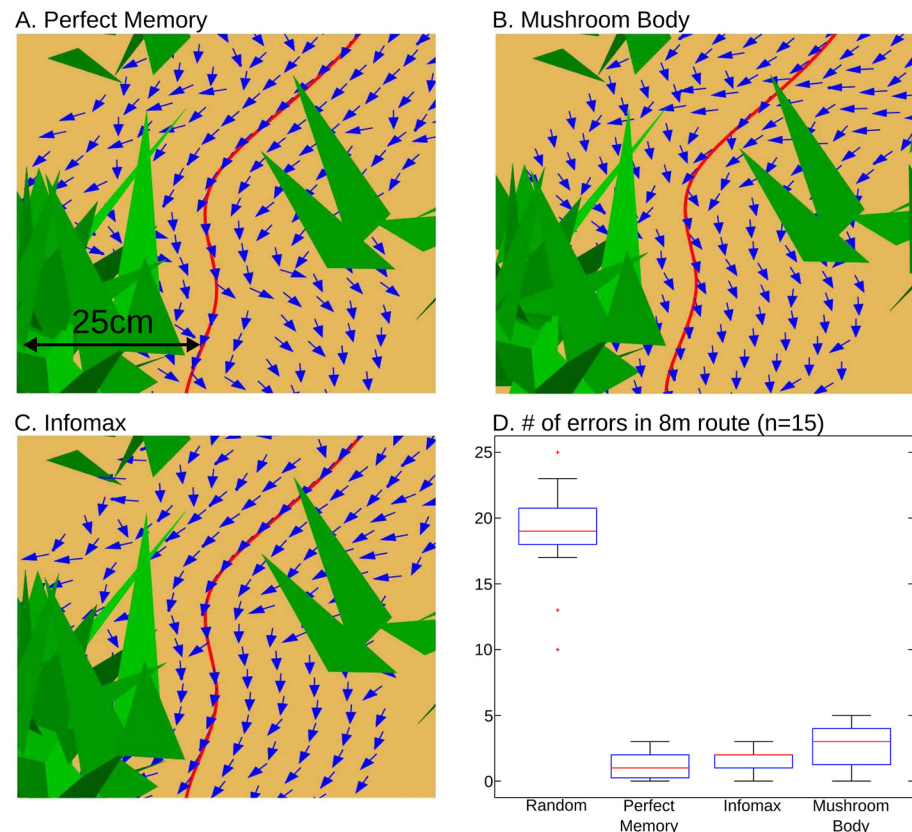 A. Perfect Memory
B. Mushroom Body
25cm
C. Infomax
D. # of errors in 8m route (n=15)
25
20
15
10
5
0
Random
Perfect
Memory
Infomax
Mushroom
Body